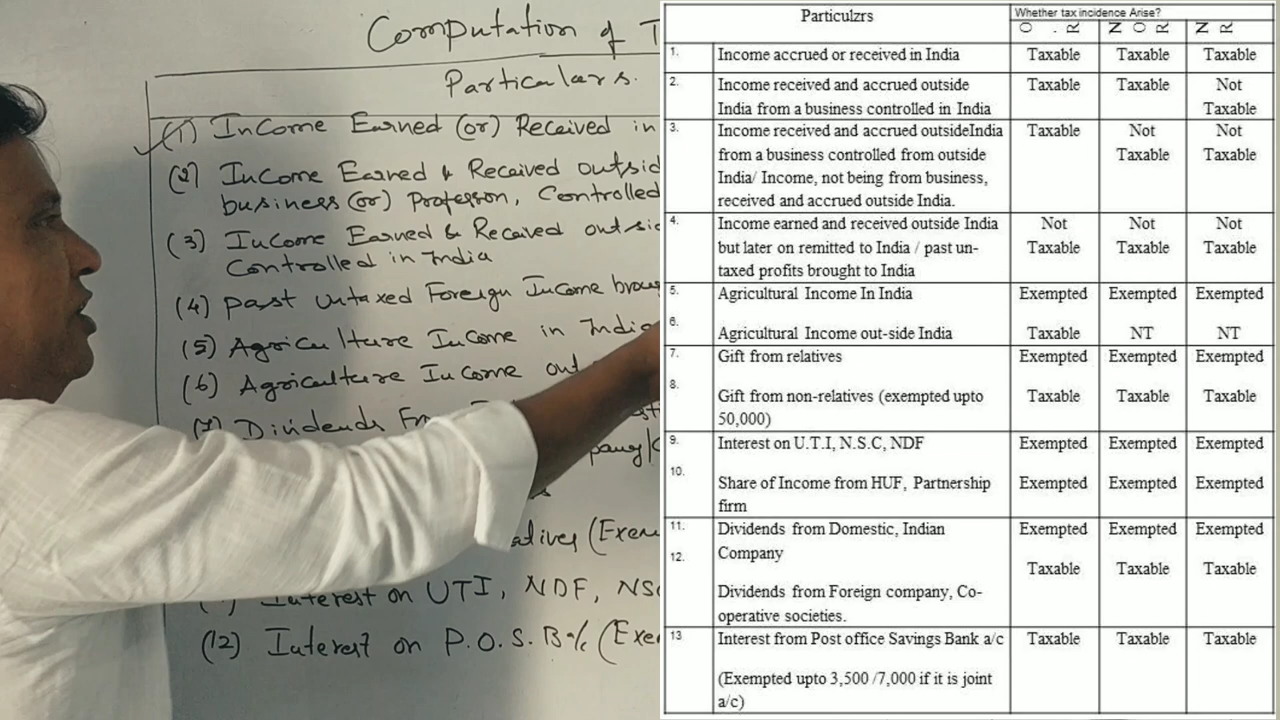 Computation of T
Particulars.
(1) Income Earned (or) Received in
(2) Income Earned & Received outsid
business (or) profession, Controlled
(3) Income Earned & Received outsid
Controlled in India
(4) past untaxed Foreign Income broug
(5) Agriculture Income in India
(6) Agriculture Income out
(7) Dividends
pany/C
atives (Exem
Interest on UTI, NDF, NSC
(12) Interest on P.O.S.B a/c (Exem
Particulzrs Whether tax incidence Arise?
O . R N O R N R
1. Income accrued or received in India Taxable Taxable Taxable
2. Income received and accrued outside Taxable Taxable Not
India from a business controlled in India Taxable
3. Income received and accrued outsideIndia Taxable Not Not
from a business controlled from outside Taxable Taxable
India/ Income, not being from business,
received and accrued outside India.
4. Income earned and received outside India Not Not Not
but later on remitted to India / past un- Taxable Taxable Taxable
taxed profits brought to India
5. Agricultural Income In India Exempted Exempted Exempted
6. Agricultural Income out-side India Taxable NT NT
7. Gift from relatives Exempted Exempted Exempted
8. Gift from non-relatives (exempted upto Taxable Taxable Taxable
50,000)
9. Interest on U.T.I, N.S.C, NDF Exempted Exempted Exempted
10. Share of Income from HUF, Partnership Exempted Exempted Exempted
firm
11. Dividends from Domestic, Indian Exempted Exempted Exempted
Company
12. Taxable Taxable Taxable
Dividends from Foreign company, Co-
operative societies.
13 Interest from Post office Savings Bank a/c Taxable Taxable Taxable
(Exempted upto 3,500 /7,000 if it is joint
a/c)